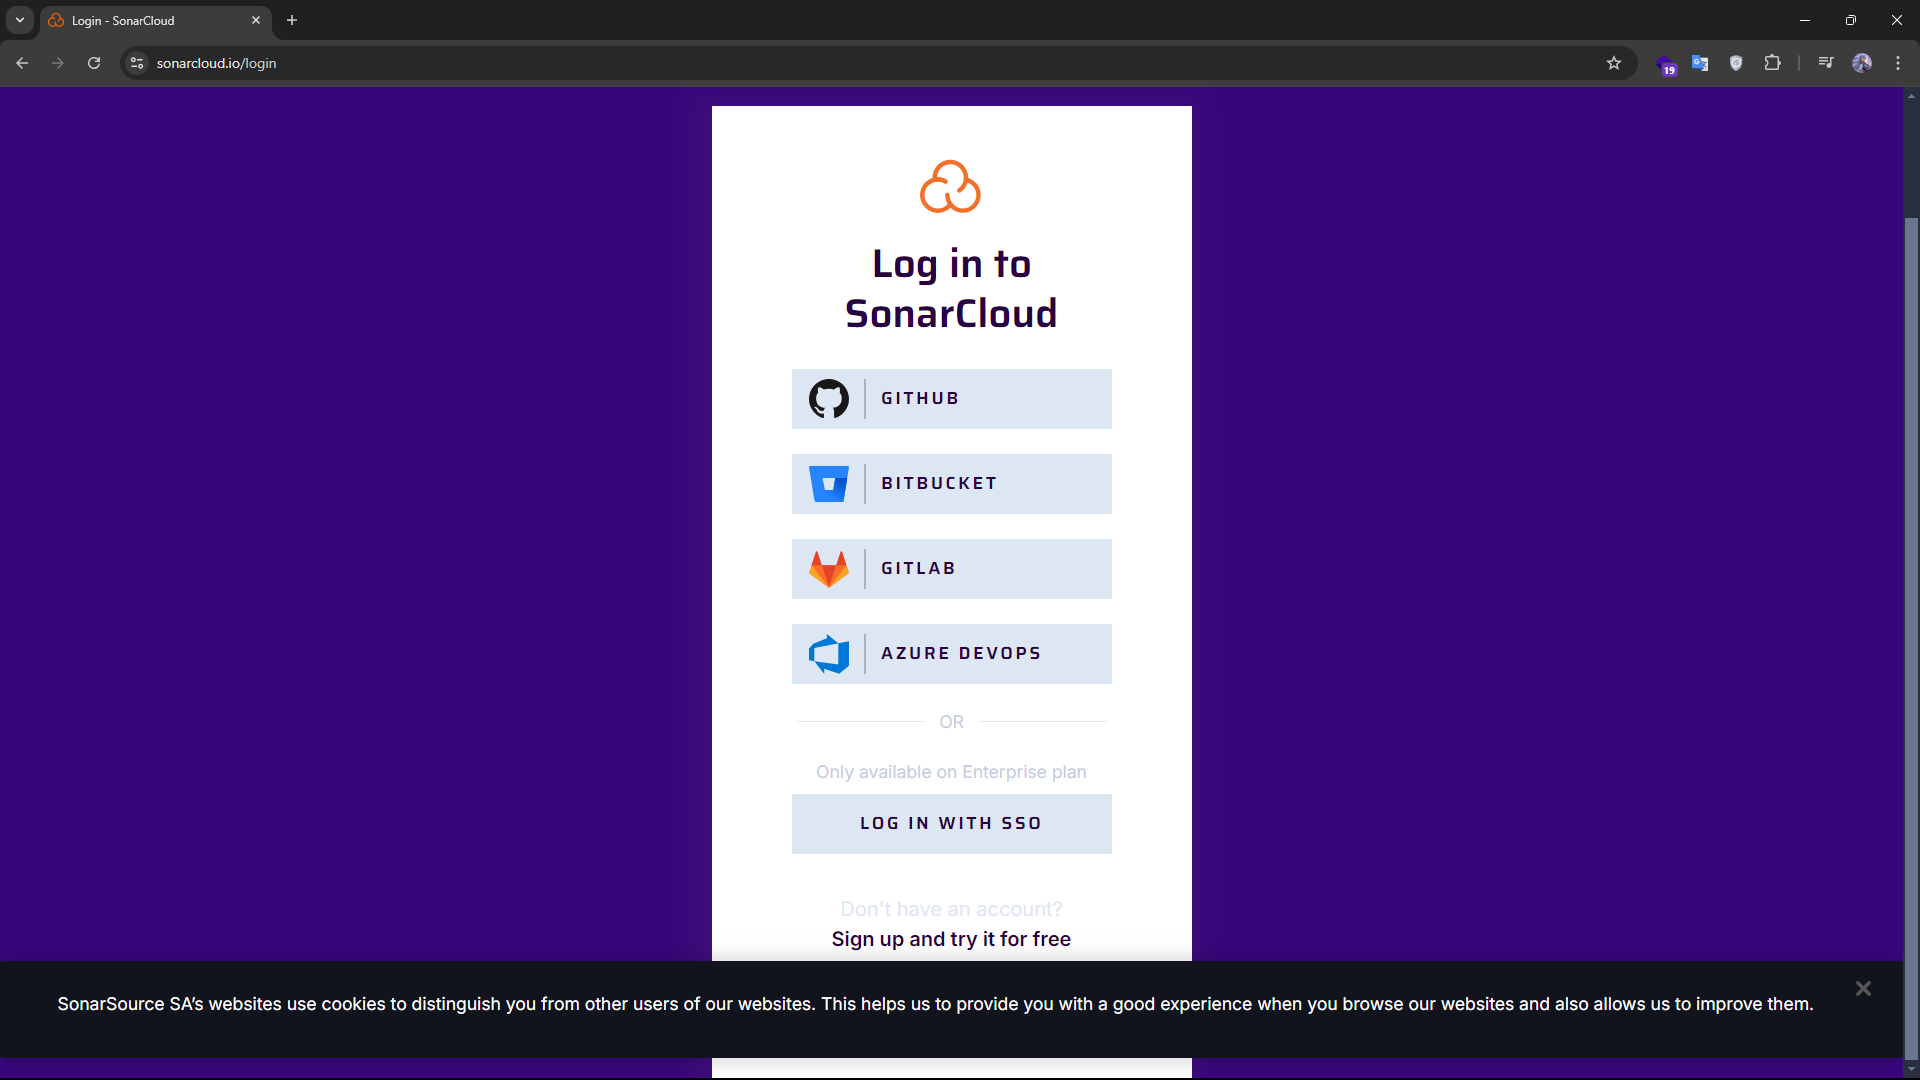 Login - SonarCloud
sonarcloud.io/login
19
Log in to
SonarCloud
GITHUB
BITBUCKET
GITLAB
AZURE DEVOPS
OR
Only available on Enterprise plan
LOG IN WITH SSO
Don't have an account?
Sign up and try it for free
SonarSource SA’s websites use cookies to distinguish you from other users of our websites. This helps us to provide you with a good experience when you browse our websites and also allows us to improve them.